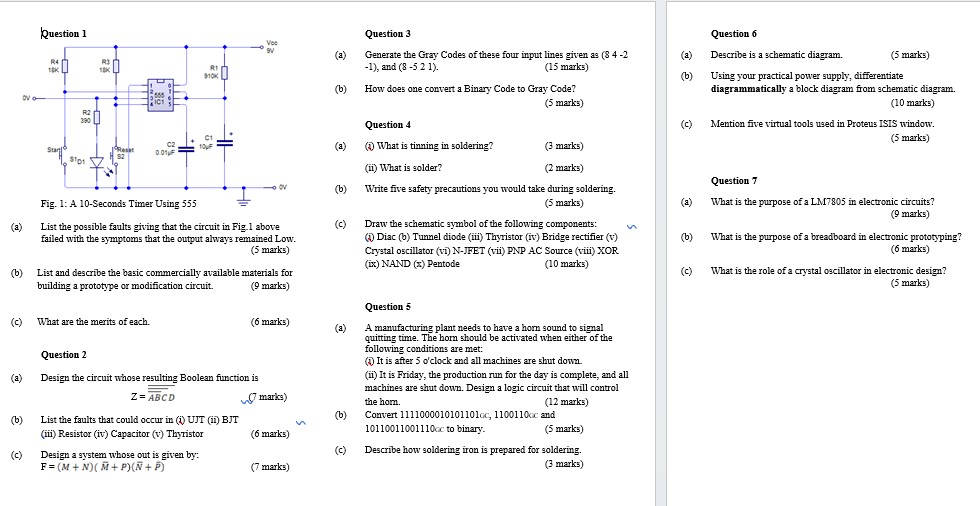 Question 1
Vcc
9V
R4
18K
R3
18K
R1
910K
555
IC1
0V
R2
390
Start
S1
D1
Reset
S2
C2
0.01µF
C1
10µF
0V
Fig. 1: A 10-Seconds Timer Using 555
(a) List the possible faults giving that the circuit in Fig.1 above
failed with the symptoms that the output always remained Low.
(5 marks)
(b) List and describe the basic commercially available materials for
building a prototype or modification circuit. (9 marks)
(c) What are the merits of each. (6 marks)
Question 2
(a) Design the circuit whose resulting Boolean function is
(7 marks)
(b) List the faults that could occur in (i) UJT (ii) BJT
(iii) Resistor (iv) Capacitor (v) Thyristor (6 marks)
(c) Design a system whose out is given by:
F = (M + N)( M̄ + P)(N̄ + P̄) (7 marks)
Question 3
(a) Generate the Gray Codes of these four input lines given as (8 4 -2
-1), and (8 -5 2 1). (15 marks)
(b) How does one convert a Binary Code to Gray Code?
(5 marks)
Question 4
(a) (i) What is tinning in soldering? (3 marks)
(ii) What is solder? (2 marks)
(b) Write five safety precautions you would take during soldering.
(5 marks)
(c) Draw the schematic symbol of the following components:
(i) Diac (b) Tunnel diode (iii) Thyristor (iv) Bridge rectifier (v)
Crystal oscillator (vi) N-JFET (vii) PNP AC Source (viii) XOR
(ix) NAND (x) Pentode (10 marks)
Question 5
(a) A manufacturing plant needs to have a horn sound to signal
quitting time. The horn should be activated when either of the
following conditions are met:
(i) It is after 5 o'clock and all machines are shut down.
(ii) It is Friday, the production run for the day is complete, and all
machines are shut down. Design a logic circuit that will control
the horn. (12 marks)
(b) Convert 1111000010101101GC, 1100110GC and
10110011001110GC to binary. (5 marks)
(c) Describe how soldering iron is prepared for soldering.
(3 marks)
Question 6
(a) Describe is a schematic diagram. (5 marks)
(b) Using your practical power supply, differentiate
diagrammatically a block diagram from schematic diagram.
(10 marks)
(c) Mention five virtual tools used in Proteus ISIS window.
(5 marks)
Question 7
(a) What is the purpose of a LM7805 in electronic circuits?
(9 marks)
(b) What is the purpose of a breadboard in electronic prototyping?
(6 marks)
(c) What is the role of a crystal oscillator in electronic design?
(5 marks)